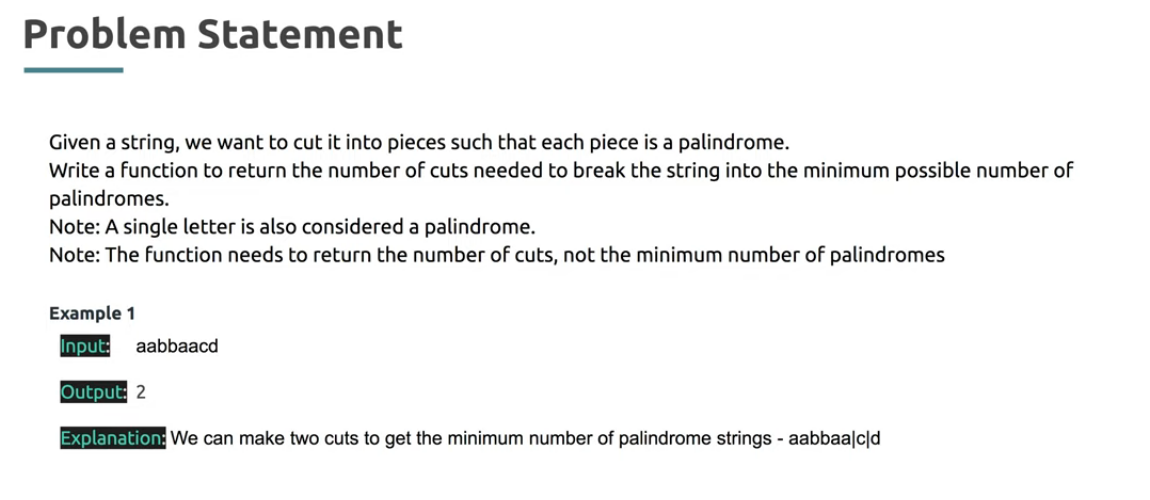 Problem Statement
Given a string, we want to cut it into pieces such that each piece is a palindrome.
Write a function to return the number of cuts needed to break the string into the minimum possible number of
palindromes.
Note: A single letter is also considered a palindrome.
Note: The function needs to return the number of cuts, not the minimum number of palindromes
Example 1
Input: aabbaacd
Output: 2
Explanation: We can make two cuts to get the minimum number of palindrome strings - aabbaa|c|d